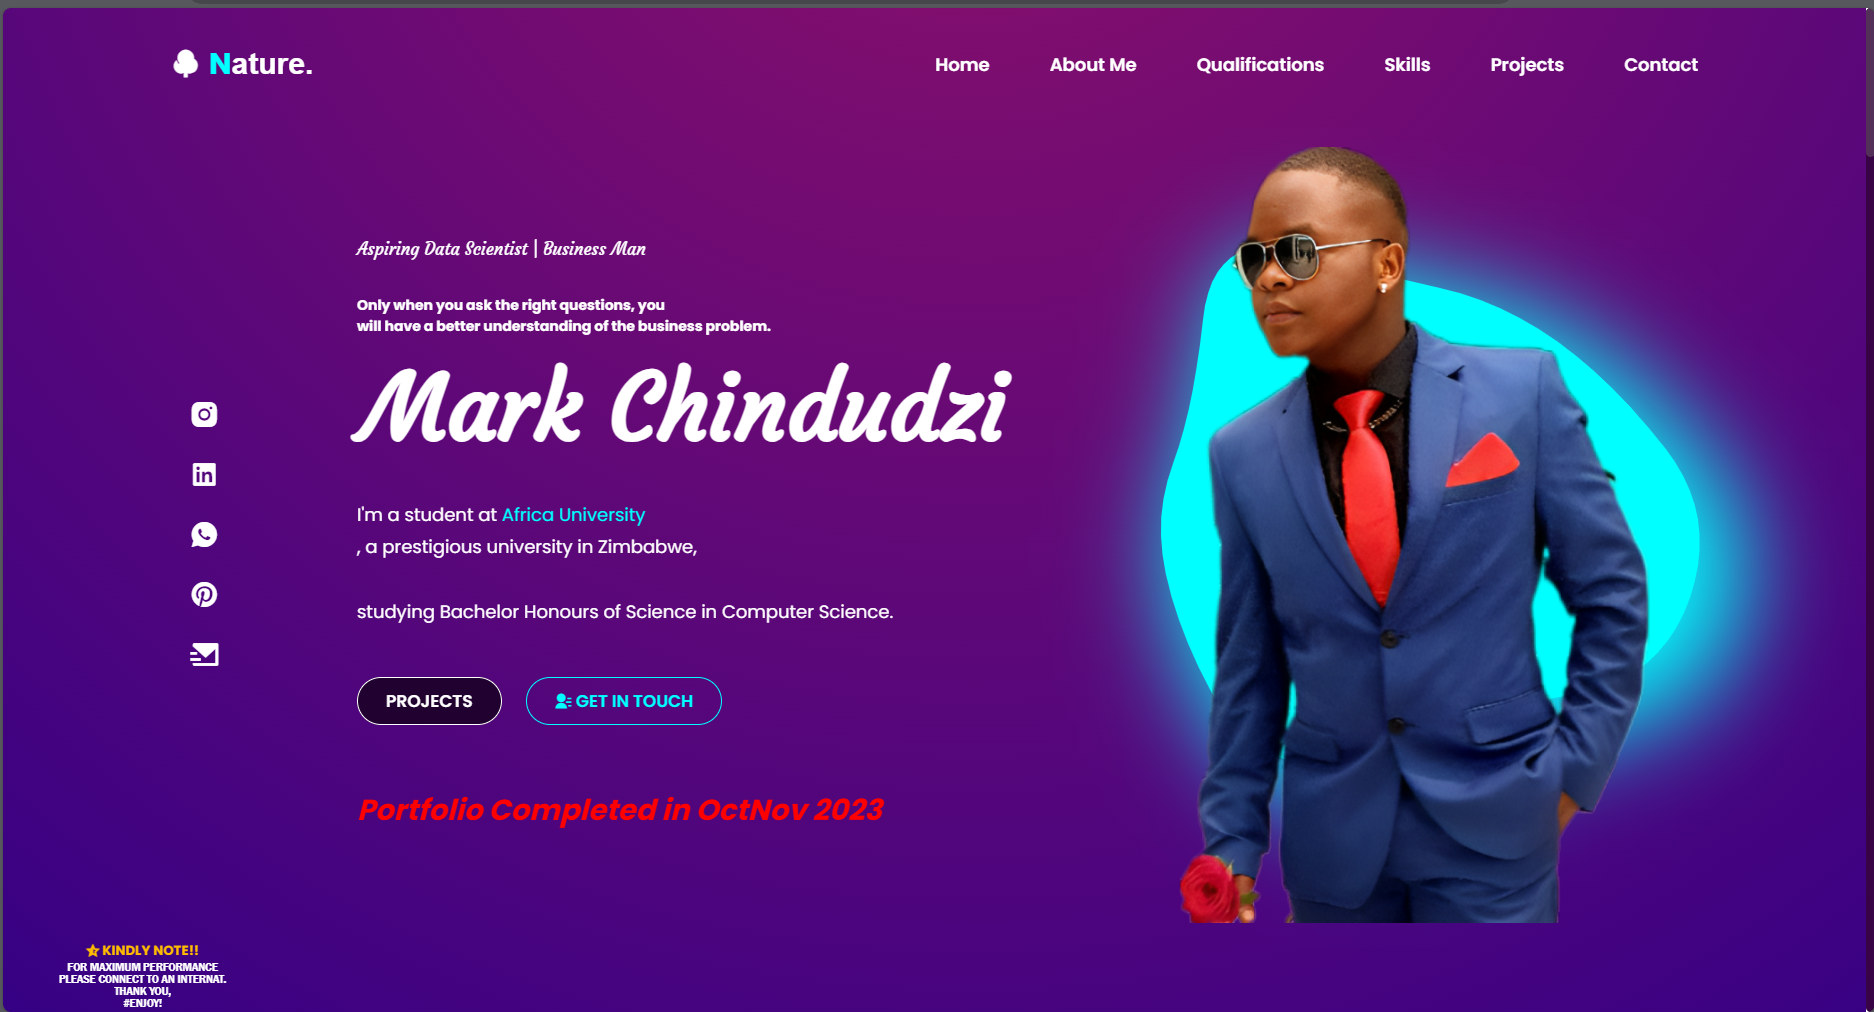 Nature.
Home About Me Qualifications Skills Projects Contact
Aspiring Data Scientist | Business Man
Only when you ask the right questions, you
will have a better understanding of the business problem.
Mark Chindudzi
I'm a student at Africa University
, a prestigious university in Zimbabwe,
studying Bachelor Honours of Science in Computer Science.
PROJECTS GET IN TOUCH
Portfolio Completed in OctNov 2023
KINDLY NOTE!!
FOR MAXIMUM PERFORMANCE
PLEASE CONNECT TO AN INTERNAT.
THANK YOU,
#ENJOY!